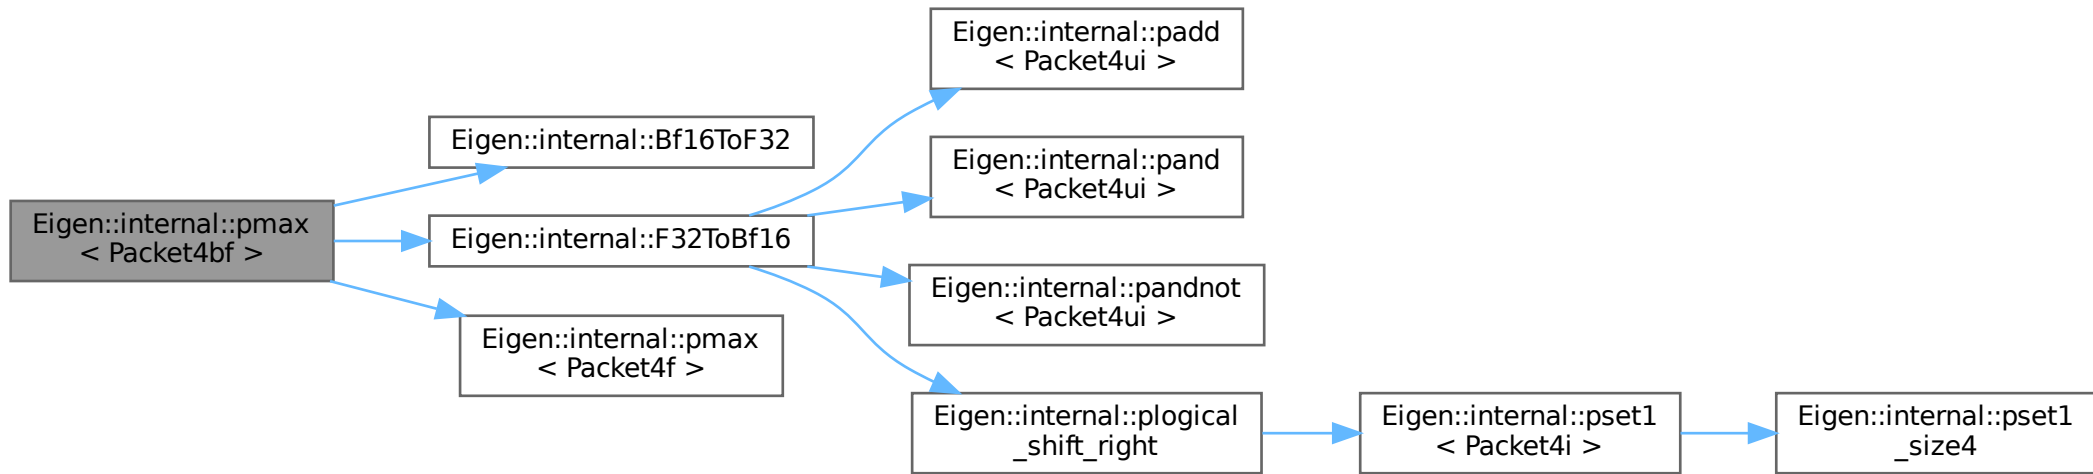 Eigen::internal::pmax
< Packet4bf >
Eigen::internal::Bf16ToF32
Eigen::internal::F32ToBf16
Eigen::internal::pmax
< Packet4f >
Eigen::internal::padd
< Packet4ui >
Eigen::internal::pand
< Packet4ui >
Eigen::internal::pandnot
< Packet4ui >
Eigen::internal::plogical
_shift_right
Eigen::internal::pset1
< Packet4i >
Eigen::internal::pset1
_size4